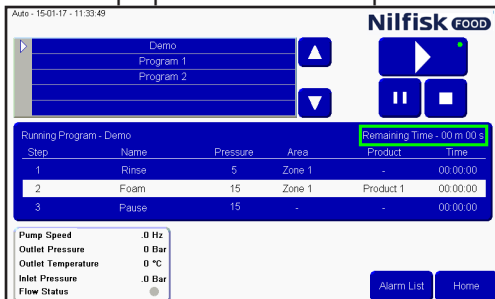 Auto - 15-01-17 - 11:33:49
Nilfisk FOOD
Demo
Program 1
Program 2
Running Program - Demo Remaining Time - 00 m 00 s
Step Name Pressure Area Product Time
1 Rinse 5 Zone 1 - 00:00:00
2 Foam 15 Zone 1 Product 1 00:00:00
3 Pause 15 - - 00:00:00
Pump Speed .0 Hz
Outlet Pressure 0 Bar
Outlet Temperature 0 °C
Inlet Pressure .0 Bar
Flow Status
Alarm List Home